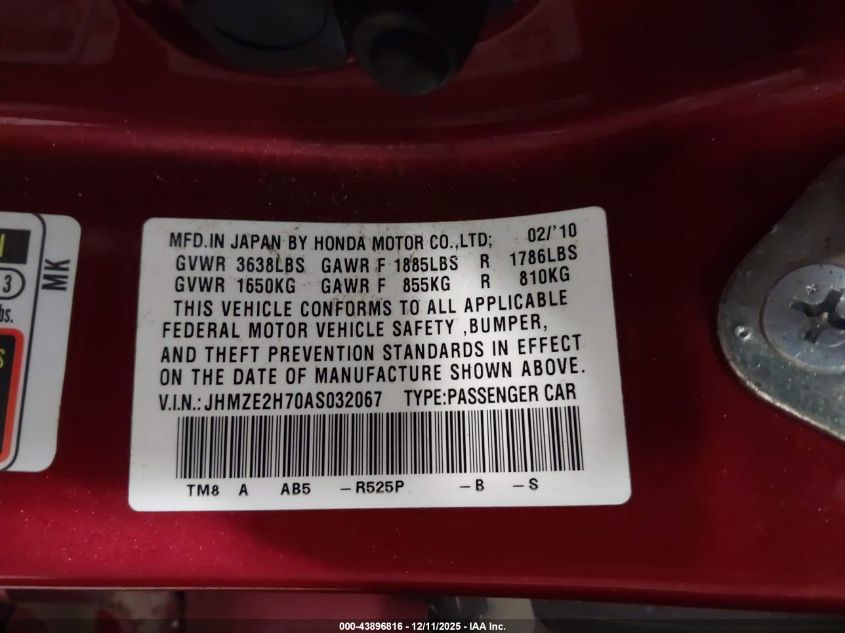 MFD.IN JAPAN BY HONDA MOTOR CO.,LTD; 02/'10
GVWR 3638LBS GAWR F 1885LBS R 1786LBS
GVWR 1650KG GAWR F 855KG R 810KG
THIS VEHICLE CONFORMS TO ALL APPLICABLE
FEDERAL MOTOR VEHICLE SAFETY ,BUMPER,
AND THEFT PREVENTION STANDARDS IN EFFECT
ON THE DATE OF MANUFACTURE SHOWN ABOVE.
V.I.N.: JHMZE2H70AS032067 TYPE:PASSENGER CAR
TM8 A AB5 -R525P -B -S
3
bs.
MK
000-43896816 - 12/11/2025 - IAA Inc.